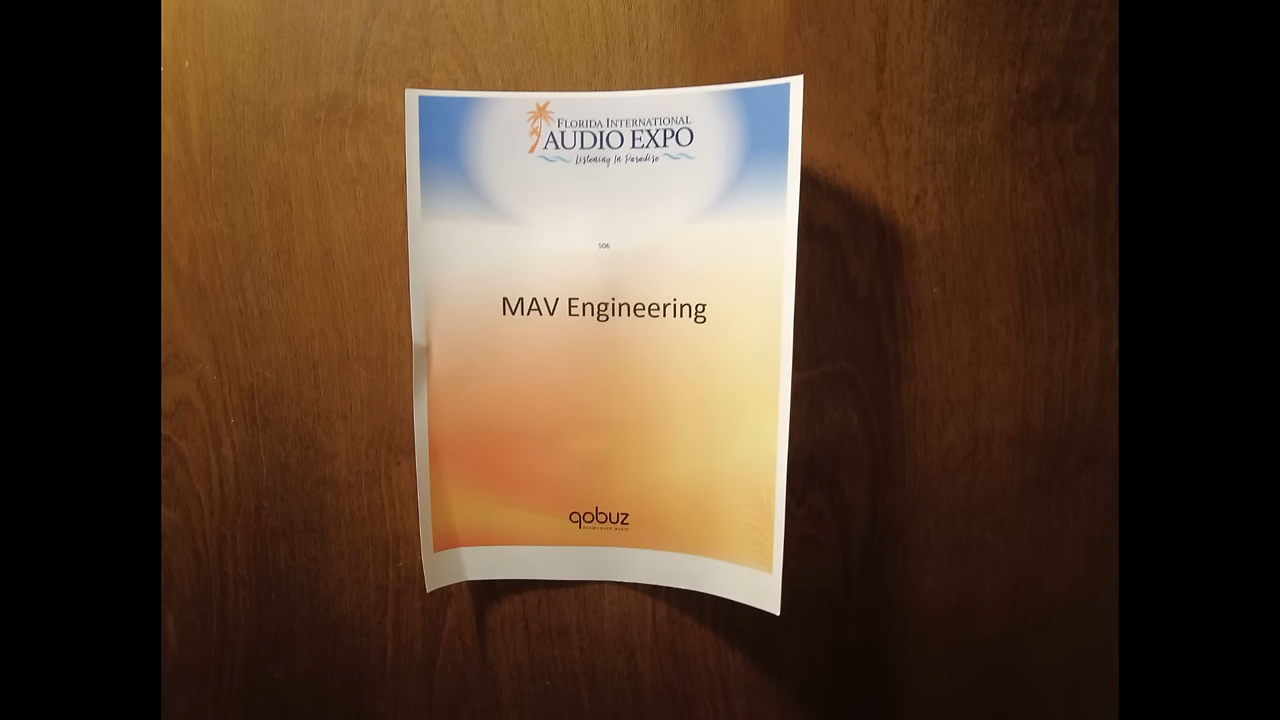 FLORIDA INTERNATIONAL
AUDIO EXPO
Listening In Paradise
506
MAV Engineering
qobuz